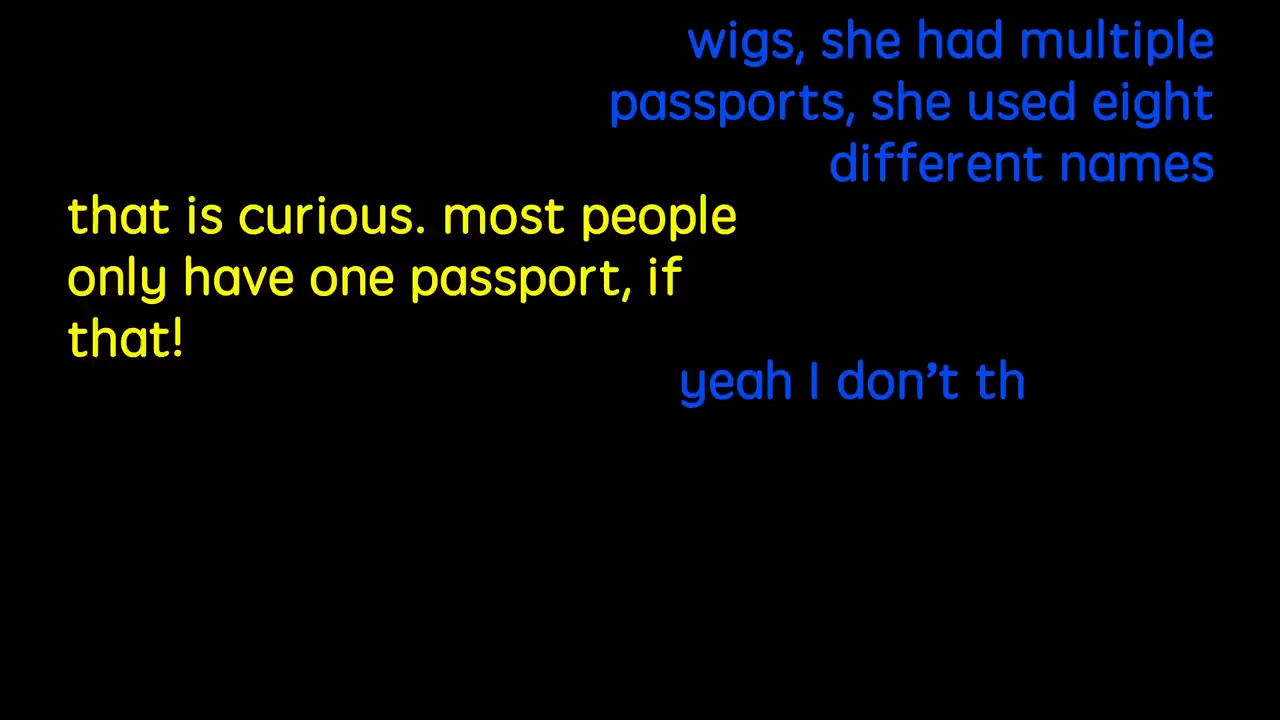 wigs, she had multiple
passports, she used eight
different names
that is curious. most people
only have one passport, if
that!
yeah I don’t th